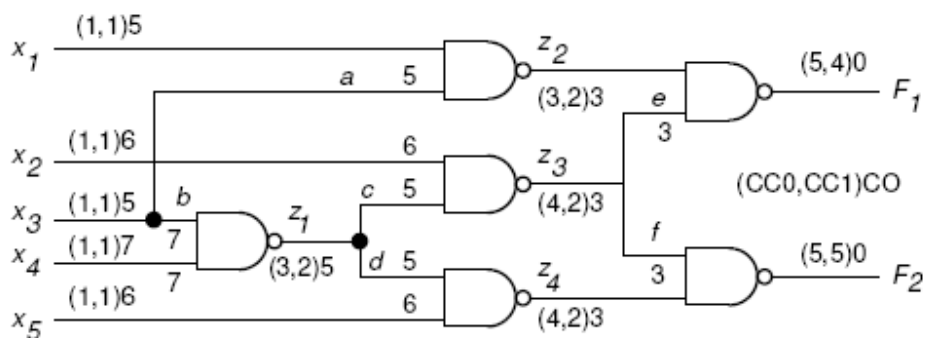 (1,1)5
x1
z2
(5,4)0
a
5
(3,2)3
e
F1
3
(1,1)6
6
x2
z3
(CC0,CC1)CO
c
5
(4,2)3
(1,1)5
b
x3
z1
f
7
(1,1)7
x4
d
5
(5,5)0
7
(3,2)5
z4
3
F2
(1,1)6
6
(4,2)3
x5